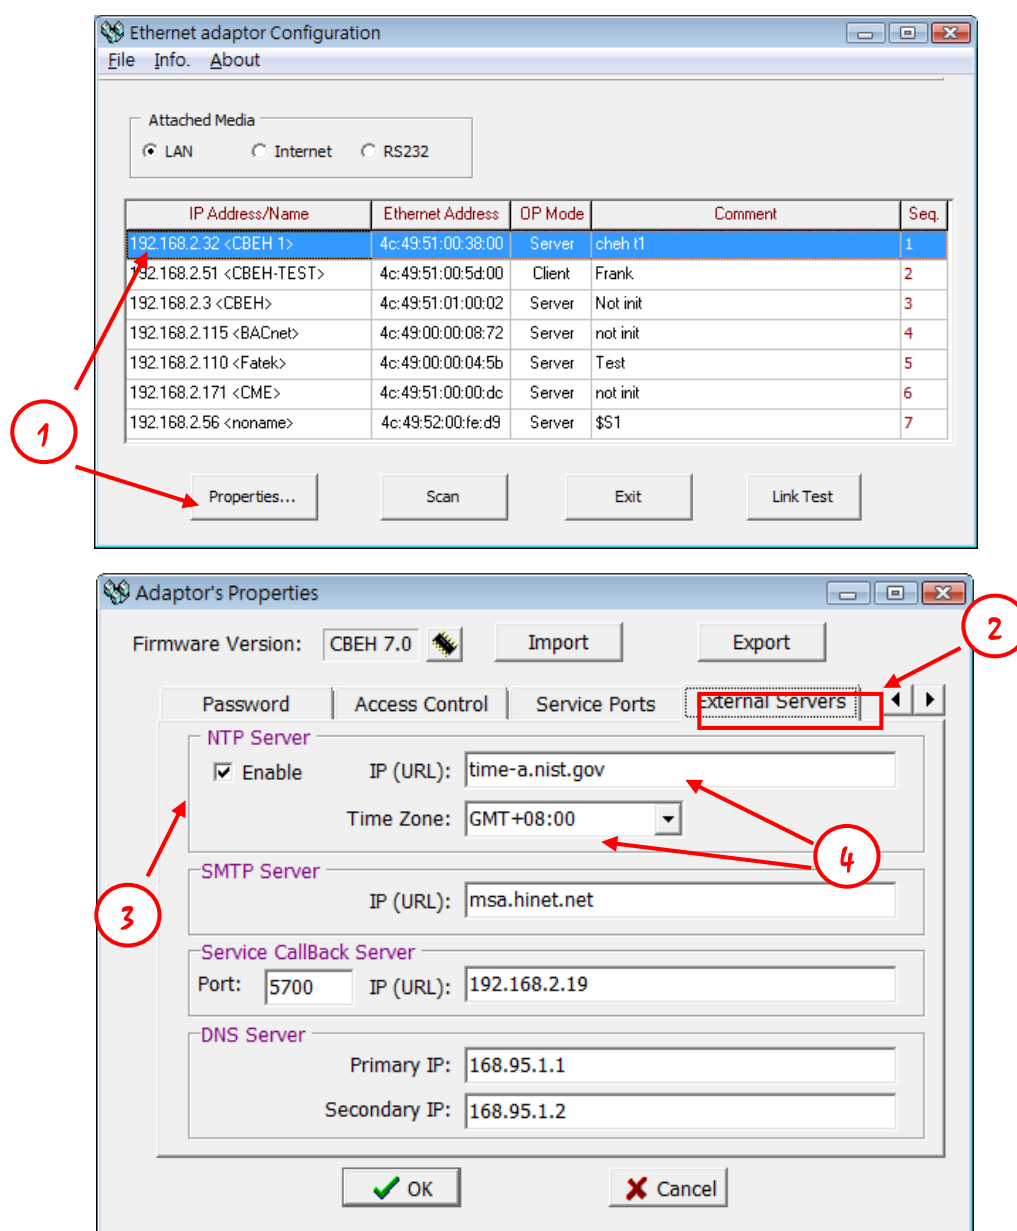 Ethernet adaptor Configuration
File Info. About
Attached Media
LAN Internet RS232
IP Address/Name Ethernet Address OP Mode Comment Seq.
192.168.2.32 <CBEH 1> 4c:49:51:00:38:00 Server cheh t1 1
192.168.2.51 <CBEH-TEST> 4c:49:51:00:5d:00 Client Frank 2
192.168.2.3 <CBEH> 4c:49:51:01:00:02 Server Not init 3
192.168.2.115 <BACnet> 4c:49:00:00:08:72 Server not init 4
192.168.2.110 <Fatek> 4c:49:00:00:04:5b Server Test 5
192.168.2.171 <CME> 4c:49:51:00:00:dc Server not init 6
192.168.2.56 <noname> 4c:49:52:00:fe:d9 Server $S1 7
1
Properties... Scan Exit Link Test
Adaptor's Properties
2
Firmware Version: CBEH 7.0 Import Export
Password Access Control Service Ports External Servers
NTP Server
Enable IP (URL): time-a.nist.gov
Time Zone: GMT+08:00
4
3
SMTP Server
IP (URL): msa.hinet.net
Service CallBack Server
Port: 5700 IP (URL): 192.168.2.19
DNS Server
Primary IP: 168.95.1.1
Secondary IP: 168.95.1.2
OK Cancel